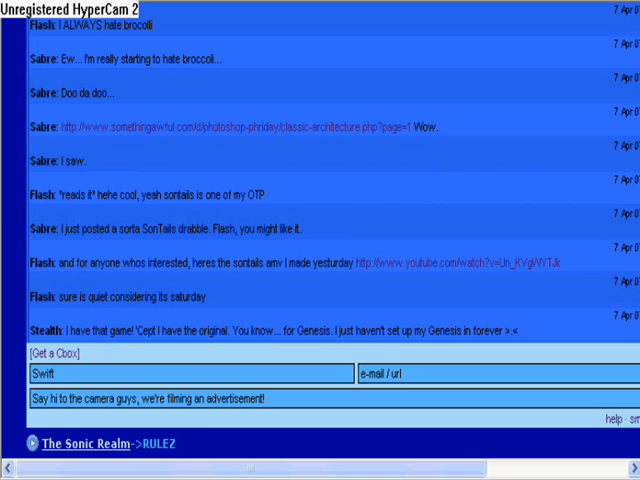 Unregistered HyperCam 2
7 Apr 0
Flash: I ALWAYS hate brocolli
7 Apr 0
Sabre: Ew... I'm really starting to hate broccoli...
7 Apr 0
Sabre: Doo da doo...
7 Apr 0
Sabre: http://www.somethingawful.com/d/photoshop-phriday/classic-architecture.php?page=1 Wow.
7 Apr 0
Sabre: I saw.
7 Apr 0
Flash: *reads it* hehe cool, yeah sontails is one of my OTP
7 Apr 0
Sabre: I just posted a sorta SonTails drabble. Flash, you might like it.
7 Apr 0
Flash: and for anyone whos interested, heres the sontails amv I made yesturday http://www.youtube.com/watch?v=Un_KVgWYTJk
7 Apr 0
Flash: sure is quiet considering its saturday
7 Apr 0
Stealth: I have that game! 'Cept I have the original. You know... for Genesis. I just haven't set up my Genesis in forever >.<
[Get a Cbox]
Swift
e-mail / url
Say hi to the camera guys, we're filming an advertisement!
help · sm
The Sonic Realm->RULEZ